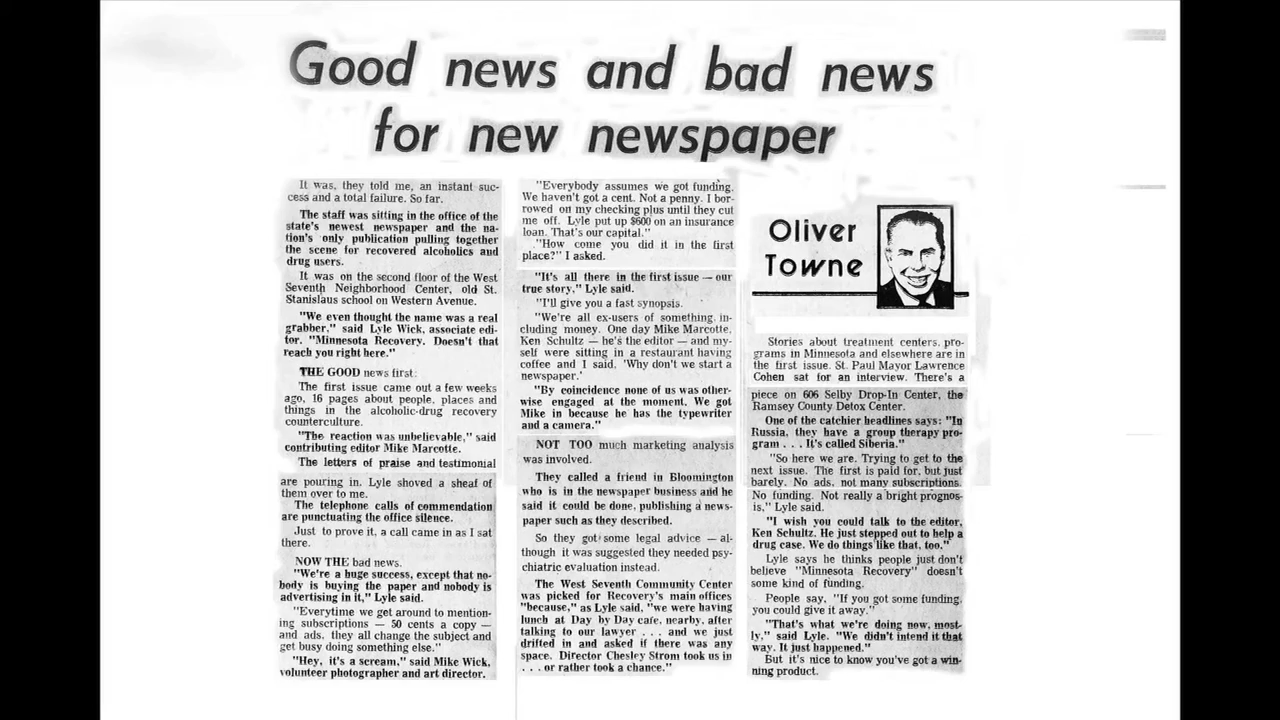 Good news and bad news
for new newspaper
It was, they told me, an instant suc-
cess and a total failure. So far.
The staff was sitting in the office of the
state's newest newspaper and the na-
tion's only publication pulling together
the scene for recovered alcoholics and
drug users.
It was on the second floor of the West
Seventh Neighborhood Center, old St.
Stanislaus school on Western Avenue.
"We even thought the name was a real
grabber," said Lyle Wick, associate edi-
tor. "Minnesota Recovery. Doesn't that
reach you right here."
THE GOOD news first:
The first issue came out a few weeks
ago, 16 pages about people, places and
things in the alcoholic-drug recovery
counterculture.
"The reaction was unbelievable," said
contributing editor Mike Marcotte.
The letters of praise and testimonial
are pouring in. Lyle shoved a sheaf of
them over to me.
The telephone calls of commendation
are punctuating the office silence.
Just to prove it, a call came in as I sat
there.
NOW THE bad news.
"We're a huge success, except that no-
body is buying the paper and nobody is
advertising in it," Lyle said.
"Everytime we get around to mention-
ing subscriptions — 50 cents a copy —
and ads, they all change the subject and
get busy doing something else."
"Hey, it's a scream," said Mike Wick,
volunteer photographer and art director.
"Everybody assumes we got funding.
We haven't got a cent. Not a penny. I bor-
rowed on my checking plus until they cut
me off. Lyle put up $600 on an insurance
loan. That's our capital."
"How come you did it in the first
place?" I asked.
"It's all there in the first issue — our
true story," Lyle said.
"I'll give you a fast synopsis.
"We're all ex-users of something, in-
cluding money. One day Mike Marcotte,
Ken Schultz — he's the editor — and my-
self were sitting in a restaurant having
coffee and I said, 'Why don't we start a
newspaper.'
"By coincidence none of us was other-
wise engaged at the moment. We got
Mike in because he has the typewriter
and a camera."
NOT TOO much marketing analysis
was involved.
They called a friend in Bloomington
who is in the newspaper business and he
said it could be done, publishing a news-
paper such as they described.
So they got some legal advice — al-
though it was suggested they needed psy-
chiatric evaluation instead.
The West Seventh Community Center
was picked for Recovery's main offices
"because," as Lyle said, "we were having
lunch at Day by Day cafe, nearby, after
talking to our lawyer . . . and we just
drifted in and asked if there was any
space. Director Chesley Strom took us in
. . . or rather took a chance."
Oliver
Towne
Stories about treatment centers, pro-
grams in Minnesota and elsewhere are in
the first issue. St. Paul Mayor Lawrence
Cohen sat for an interview. There's a
piece on 606 Selby Drop-In Center, the
Ramsey County Detox Center.
One of the catchier headlines says: "In
Russia, they have a group therapy pro-
gram . . . It's called Siberia."
"So here we are. Trying to get to the
next issue. The first is paid for, but just
barely. No ads, not many subscriptions.
No funding. Not really a bright prognos-
is," Lyle said.
"I wish you could talk to the editor,
Ken Schultz. He just stepped out to help a
drug case. We do things like that, too."
Lyle says he thinks people just don't
believe "Minnesota Recovery" doesn't
some kind of funding.
People say, "If you got some funding,
you could give it away."
"That's what we're doing now, most-
ly," said Lyle. "We didn't intend it that
way. It just happened."
But it's nice to know you've got a win-
ning product.